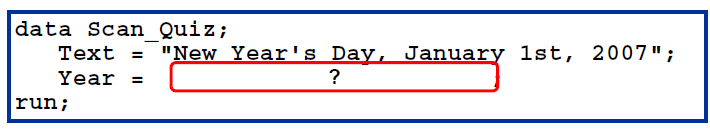 data Scan_Quiz;
Text = "New Year's Day, January 1st, 2007";
Year = ?
run;